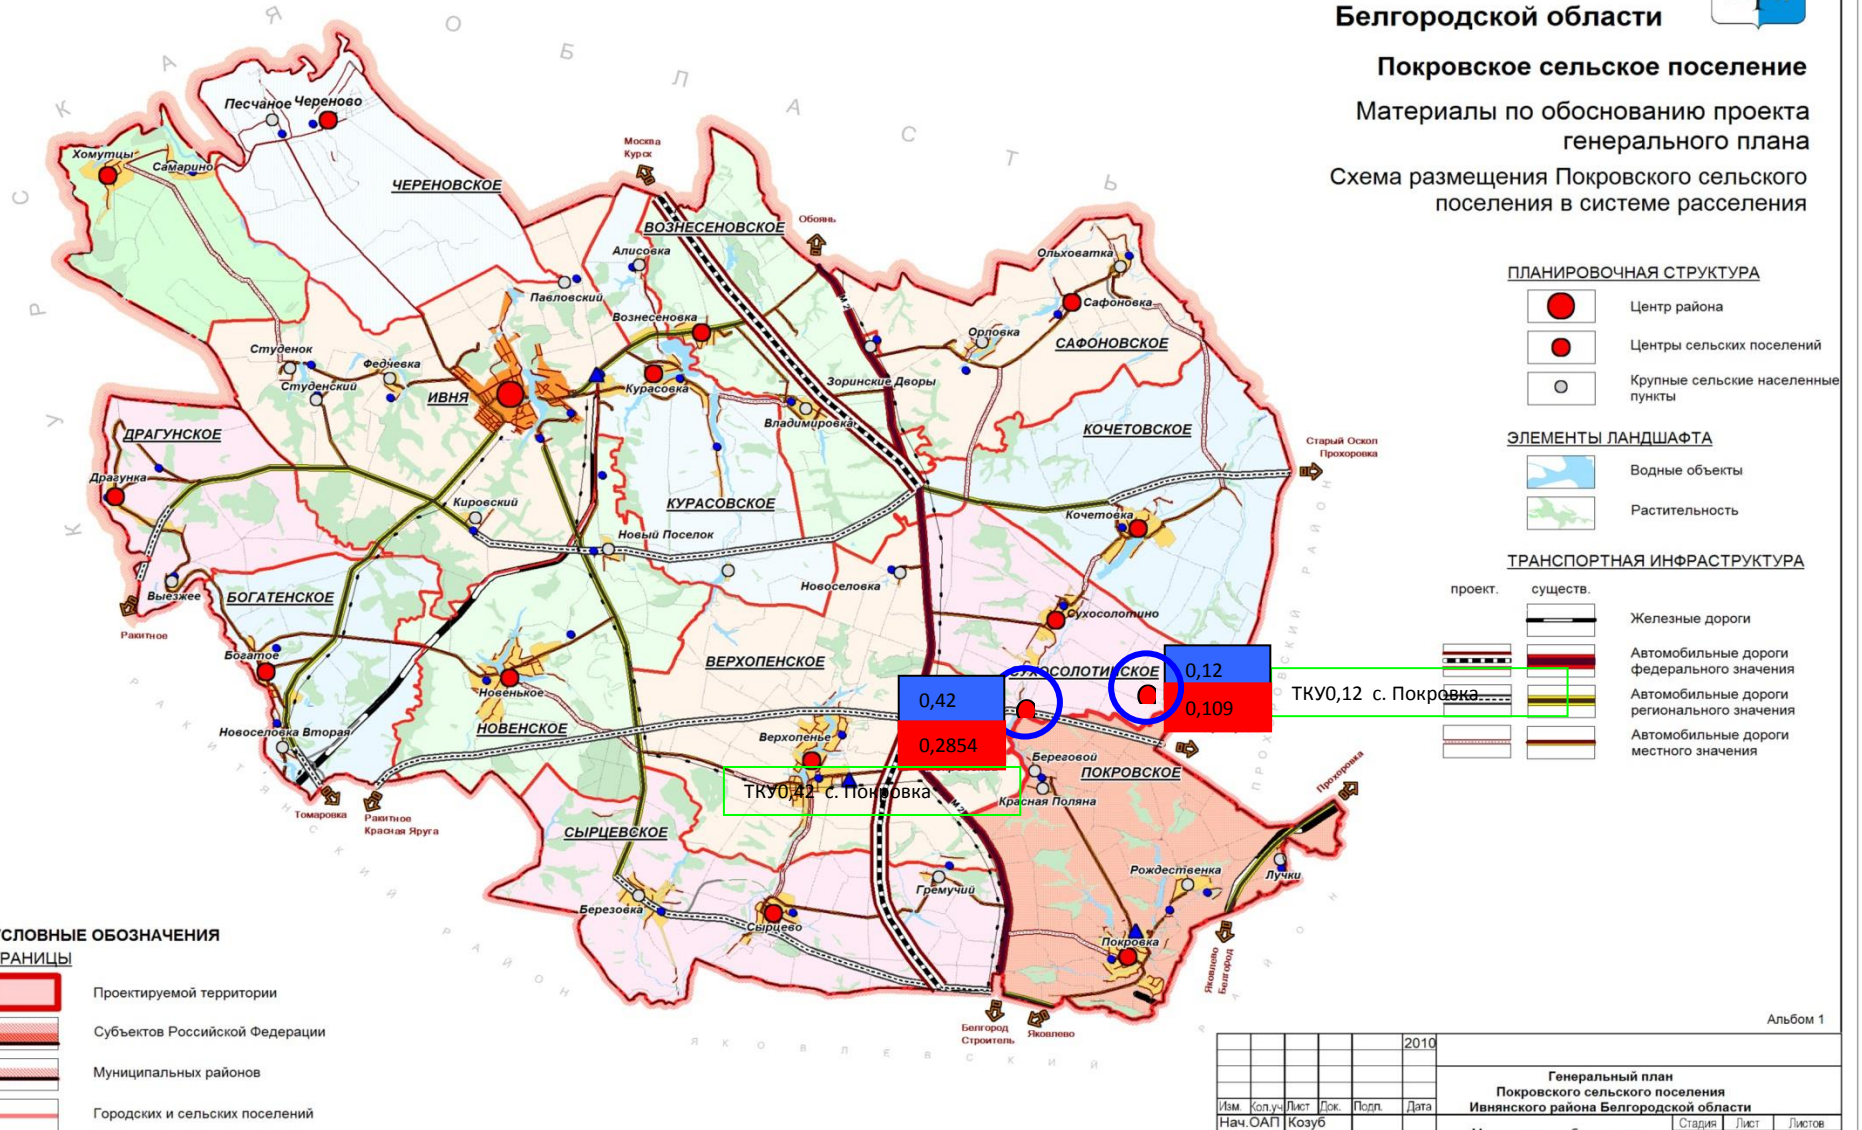 Белгородской области
Покровское сельское поселение
Материалы по обоснованию проекта
генерального плана
Схема размещения Покровского сельского
поселения в системе расселения
ПЛАНИРОВОЧНАЯ СТРУКТУРА
Центр района
Центры сельских поселений
Крупные сельские населенные
пункты
ЭЛЕМЕНТЫ ЛАНДШАФТА
Водные объекты
Растительность
ТРАНСПОРТНАЯ ИНФРАСТРУКТУРА
проект. существ.
Железные дороги
Автомобильные дороги
федерального значения
Автомобильные дороги
регионального значения
Автомобильные дороги
местного значения
К У Р С К А Я О Б Л А С Т Ь
Песчаное Череново
Хомутцы
Самарино
ЧЕРЕНОВСКОЕ
Москва
Курск
ВОЗНЕСЕНОВСКОЕ
Обоянь
Алисовка
Павловский
Вознесеновка
М 2
Ольховатка
Сафоновка
Орловка
САФОНОВСКОЕ
Студенок
Федчевка
Студенский
ИВНЯ
Курасовка
Зоринские Дворы
Владимировка
КОЧЕТОВСКОЕ
Старый Оскол
Прохоровка
ДРАГУНСКОЕ
Драгунка
Кировский
КУРАСОВСКОЕ
Новый Поселок
Кочетовка
Новоселовка
Выезжее
БОГАТЕНСКОЕ
Ракитное
Сухосолотино
Богатое
ВЕРХОПЕНСКОЕ
СУХОСОЛОТИНСКОЕ
Новенькое
0,42
0,2854
0,12
0,109
ТКУ0,12 с. Покровка
НОВЕНСКОЕ
Новоселовка Вторая
Верхопенье
Береговой
ПОКРОВСКОЕ
Красная Поляна
ТКУ0,42 с. Покровка
М 2
Прохоровка
Томаровка
Ракитное
Красная Яруга
СЫРЦЕВСКОЕ
Рождественка
Лучки
Гремучий
Березовка
Сырцево
Покровка
Яковлево
Белгород
Белгород
Строитель
Яковлево
Р А К И Т Я Н С К И Й Р А Й О Н
Я К О В Л Е В С К И Й Р А Й О Н
П Р О Х О Р О В С К И Й Р А Й О Н
УСЛОВНЫЕ ОБОЗНАЧЕНИЯ
РАНИЦЫ
Проектируемой территории
Субъектов Российской Федерации
Муниципальных районов
Городских и сельских поселений
Альбом 1
2010
Генеральный план
Покровского сельского поселения
Ивнянского района Белгородской области
Изм. Кол.уч Лист Док. Подп. Дата
Нач.ОАП Козуб
Стадия Лист Листов